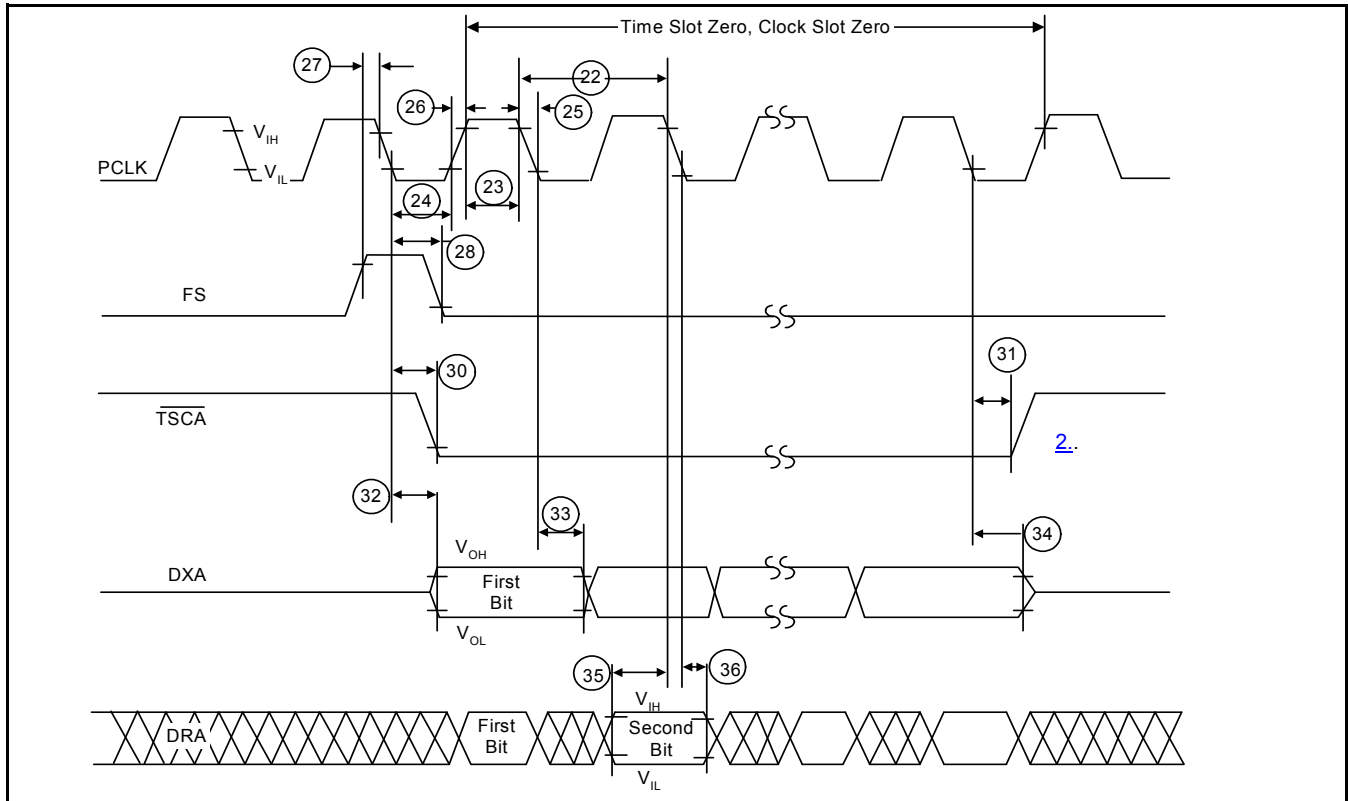 Time Slot Zero, Clock Slot Zero
27
22
26
25
V_IH
PCLK
V_IL
23
24
28
FS
31
30
TSCA
2..
32
33
34
V_OH
DXA
First
Bit
V_OL
35
36
V_IH
DRA
First
Bit
Second
Bit
V_IL